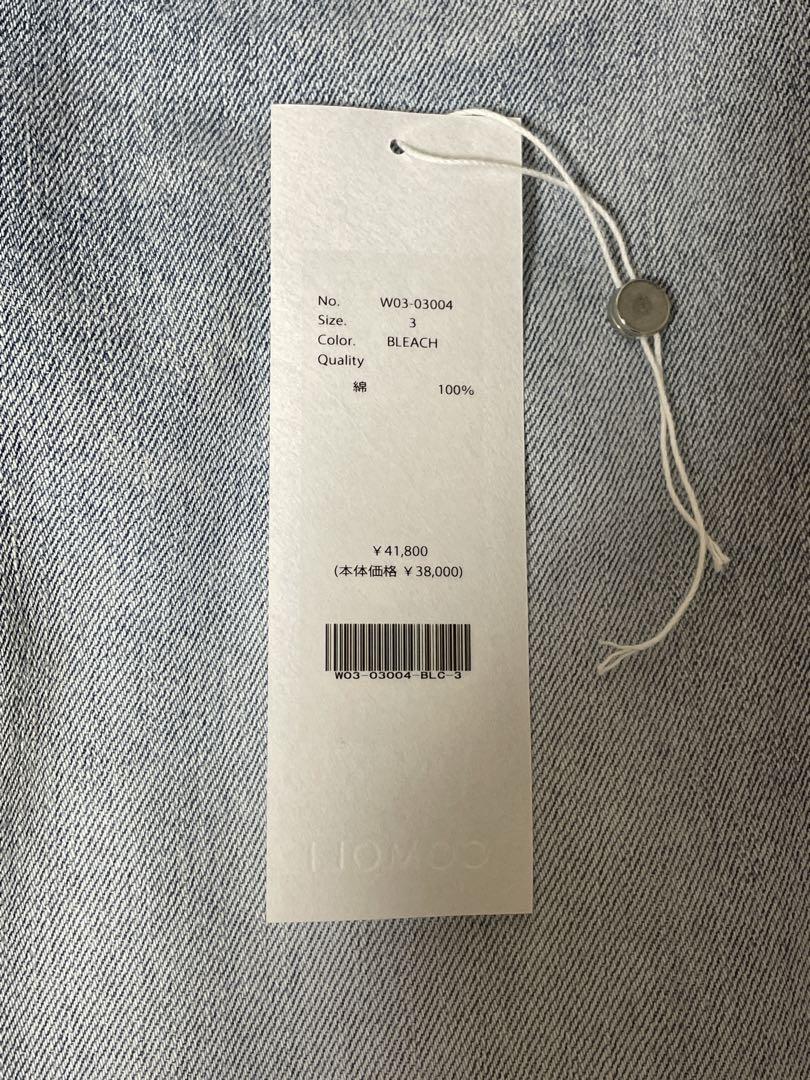 No. W03-03004
Size. 3
Color. BLEACH
Quality
綿 100%
¥41,800
(本体価格 ¥38,000)
W03-03004-BLC-3
COMOLI